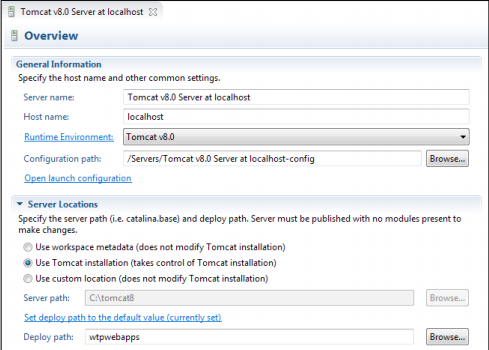 Tomcat v8.0 Server at localhost
Overview
General Information
Specify the host name and other common settings.
Server name: Tomcat v8.0 Server at localhost
Host name: localhost
Runtime Environment: Tomcat v8.0
Configuration path: /Servers/Tomcat v8.0 Server at localhost-config Browse...
Open launch configuration
Server Locations
Specify the server path (i.e. catalina.base) and deploy path. Server must be published with no modules present to
make changes.
Use workspace metadata (does not modify Tomcat installation)
Use Tomcat installation (takes control of Tomcat installation)
Use custom location (does not modify Tomcat installation)
Server path: C:\tomcat8 Browse...
Set deploy path to the default value (currently set)
Deploy path: wtpwebapps Browse...